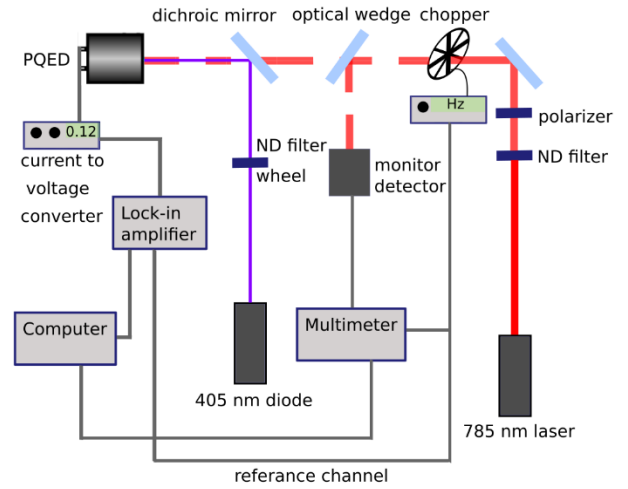 dichroic mirror
optical wedge
chopper
PQED
Hz
0.12
polarizer
current to
voltage
converter
ND filter
wheel
monitor
detector
ND filter
Lock-in
amplifier
Computer
Multimeter
405 nm diode
785 nm laser
referance channel